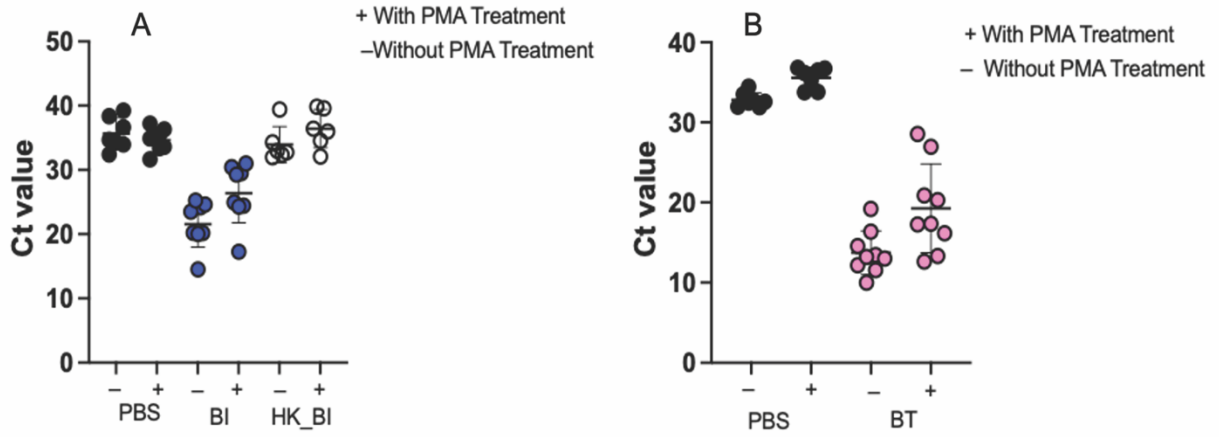 A
+ With PMA Treatment
–Without PMA Treatment
Ct value
50
40
30
20
10
0
– + – + – +
PBS BI HK_BI
B
+ With PMA Treatment
– Without PMA Treatment
Ct value
40
30
20
10
0
– + – +
PBS BT